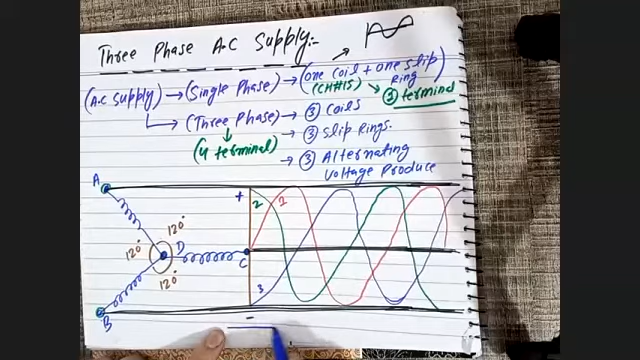 Three Phase A.C Supply:-
(A.C Supply) → (Single Phase) → (one coil + one slip ring)
(CH#15) → ② terminal
→ (Three Phase) → ③ coils
(4 terminal) → ③ Slip Rings.
→ ③ Alternating voltage Produce
A
+
2
1
120°
120°
D
120°
C
3
B
-